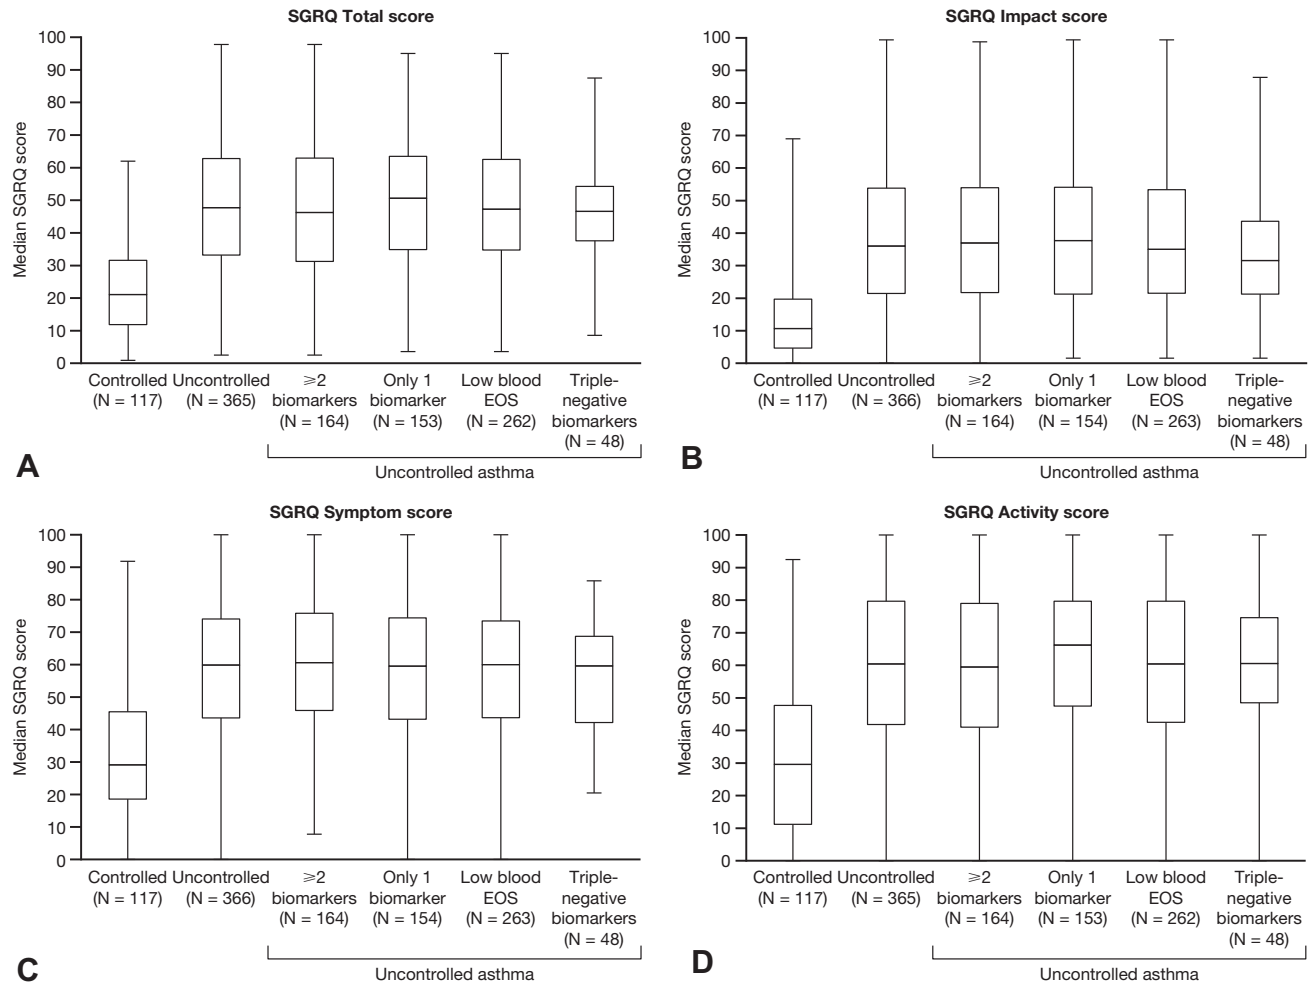 SGRQ Total score
Median SGRQ score
100
90
80
70
60
50
40
30
20
10
0
Controlled
(N = 117)
Uncontrolled
(N = 365)
⩾2
biomarkers
(N = 164)
Only 1
biomarker
(N = 153)
Low blood
EOS
(N = 262)
Triple-
negative
biomarkers
(N = 48)
Uncontrolled asthma
A
SGRQ Impact score
Median SGRQ score
100
90
80
70
60
50
40
30
20
10
0
Controlled
(N = 117)
Uncontrolled
(N = 366)
⩾2
biomarkers
(N = 164)
Only 1
biomarker
(N = 154)
Low blood
EOS
(N = 263)
Triple-
negative
biomarkers
(N = 48)
Uncontrolled asthma
B
SGRQ Symptom score
Median SGRQ score
100
90
80
70
60
50
40
30
20
10
0
Controlled
(N = 117)
Uncontrolled
(N = 366)
⩾2
biomarkers
(N = 164)
Only 1
biomarker
(N = 154)
Low blood
EOS
(N = 263)
Triple-
negative
biomarkers
(N = 48)
Uncontrolled asthma
C
SGRQ Activity score
Median SGRQ score
100
90
80
70
60
50
40
30
20
10
0
Controlled
(N = 117)
Uncontrolled
(N = 365)
⩾2
biomarkers
(N = 164)
Only 1
biomarker
(N = 153)
Low blood
EOS
(N = 262)
Triple-
negative
biomarkers
(N = 48)
Uncontrolled asthma
D